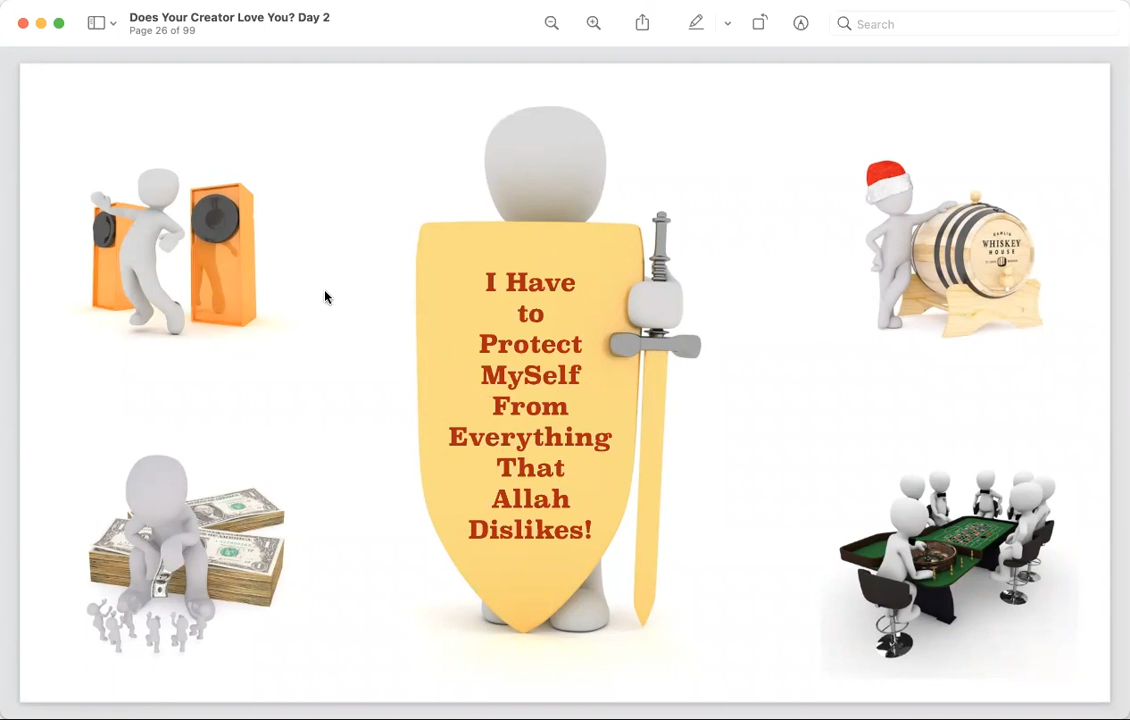 Does Your Creator Love You? Day 2
Page 26 of 99
Search
I Have
to
Protect
MySelf
From
Everything
That
Allah
Dislikes!
WHISKEY
HOUSE